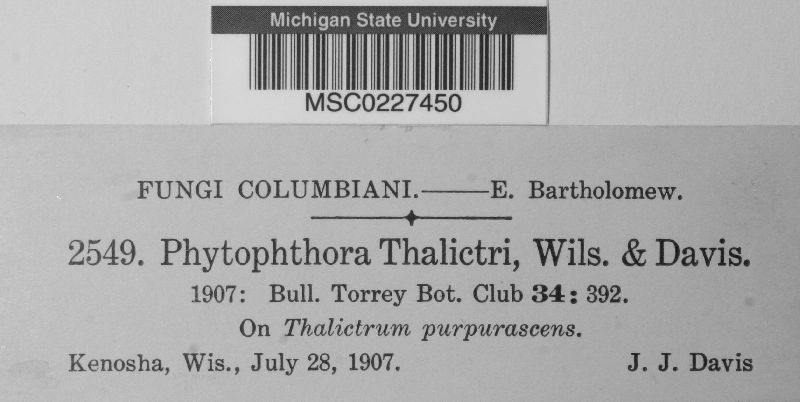 Michigan State University
MSC0227450
FUNGI COLUMBIANI.——E. Bartholomew.
2549. Phytophthora Thalictri, Wils. & Davis.
1907: Bull. Torrey Bot. Club 34: 392.
On Thalictrum purpurascens.
Kenosha, Wis., July 28, 1907. J. J. Davis